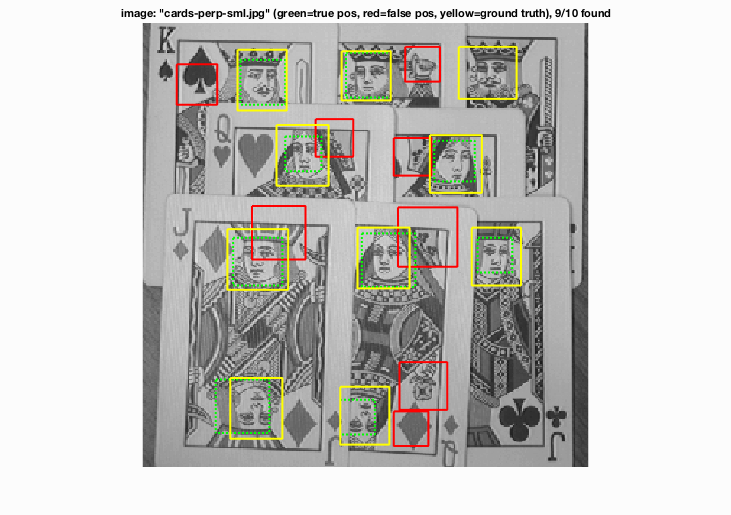 image: "cards-perp-sml.jpg" (green=true pos, red=false pos, yellow=ground truth), 9/10 found
K
Q
J
J
Q
J